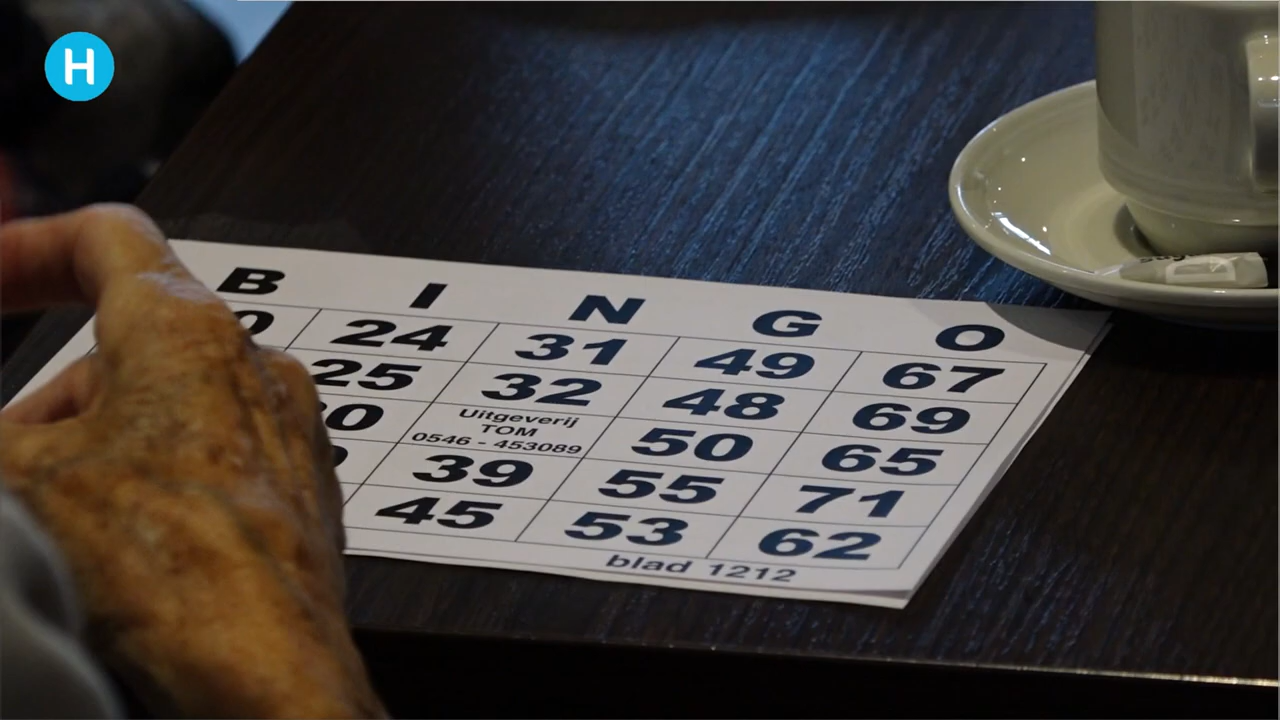 H
B I N G O
24 31 49 67
25 32 48 69
Uitgeverij
TOM
0546 - 453089
50 65
39 55 71
45 53 62
blad 1212